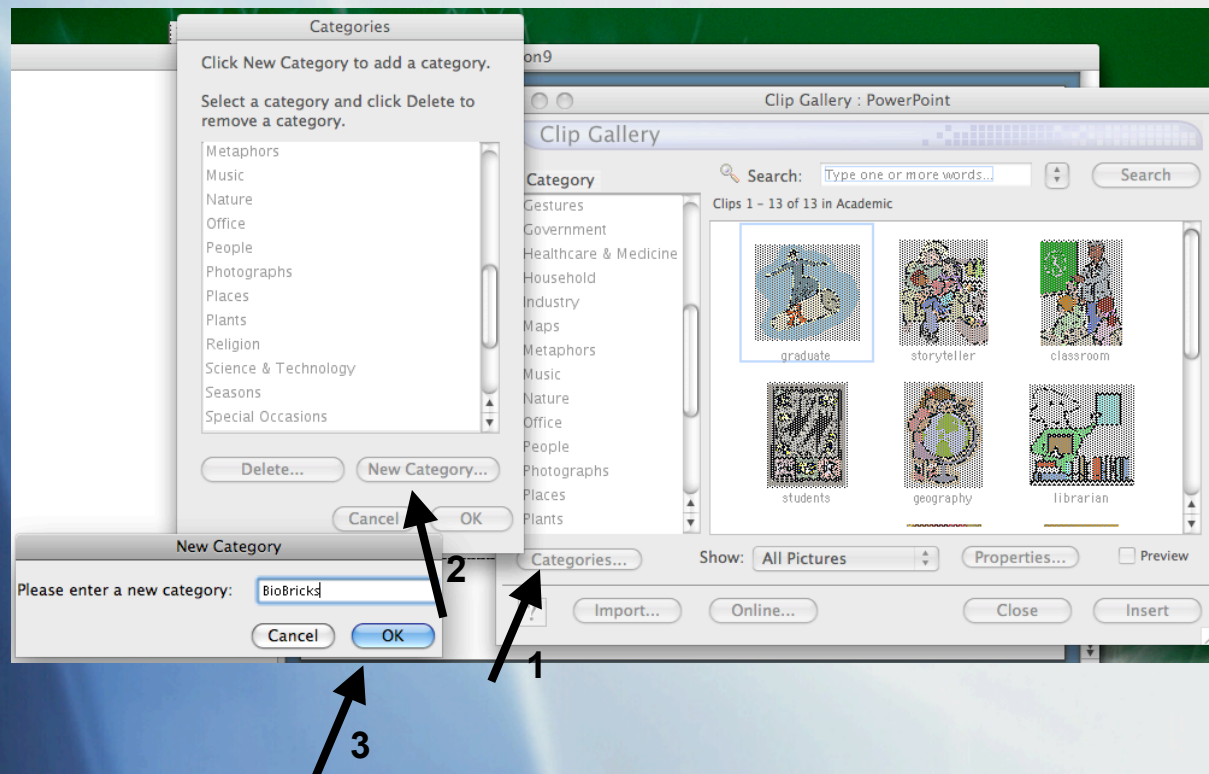 Categories
Click New Category to add a category.
Select a category and click Delete to
remove a category.
Metaphors
Music
Nature
Office
People
Photographs
Places
Plants
Religion
Science & Technology
Seasons
Special Occasions
Delete...
New Category...
Cancel
OK
2
New Category
Please enter a new category:
BioBricks
Cancel
OK
3
on9
Clip Gallery : PowerPoint
Clip Gallery
Search:
Type one or more words...
Search
Category
Clips 1 – 13 of 13 in Academic
Gestures
Government
Healthcare & Medicine
Household
Industry
Maps
Metaphors
Music
Nature
Office
People
Photographs
Places
Plants
graduate
storyteller
classroom
students
geography
librarian
Categories...
Show:
All Pictures
Properties...
Preview
?
Import...
Online...
Close
Insert
1